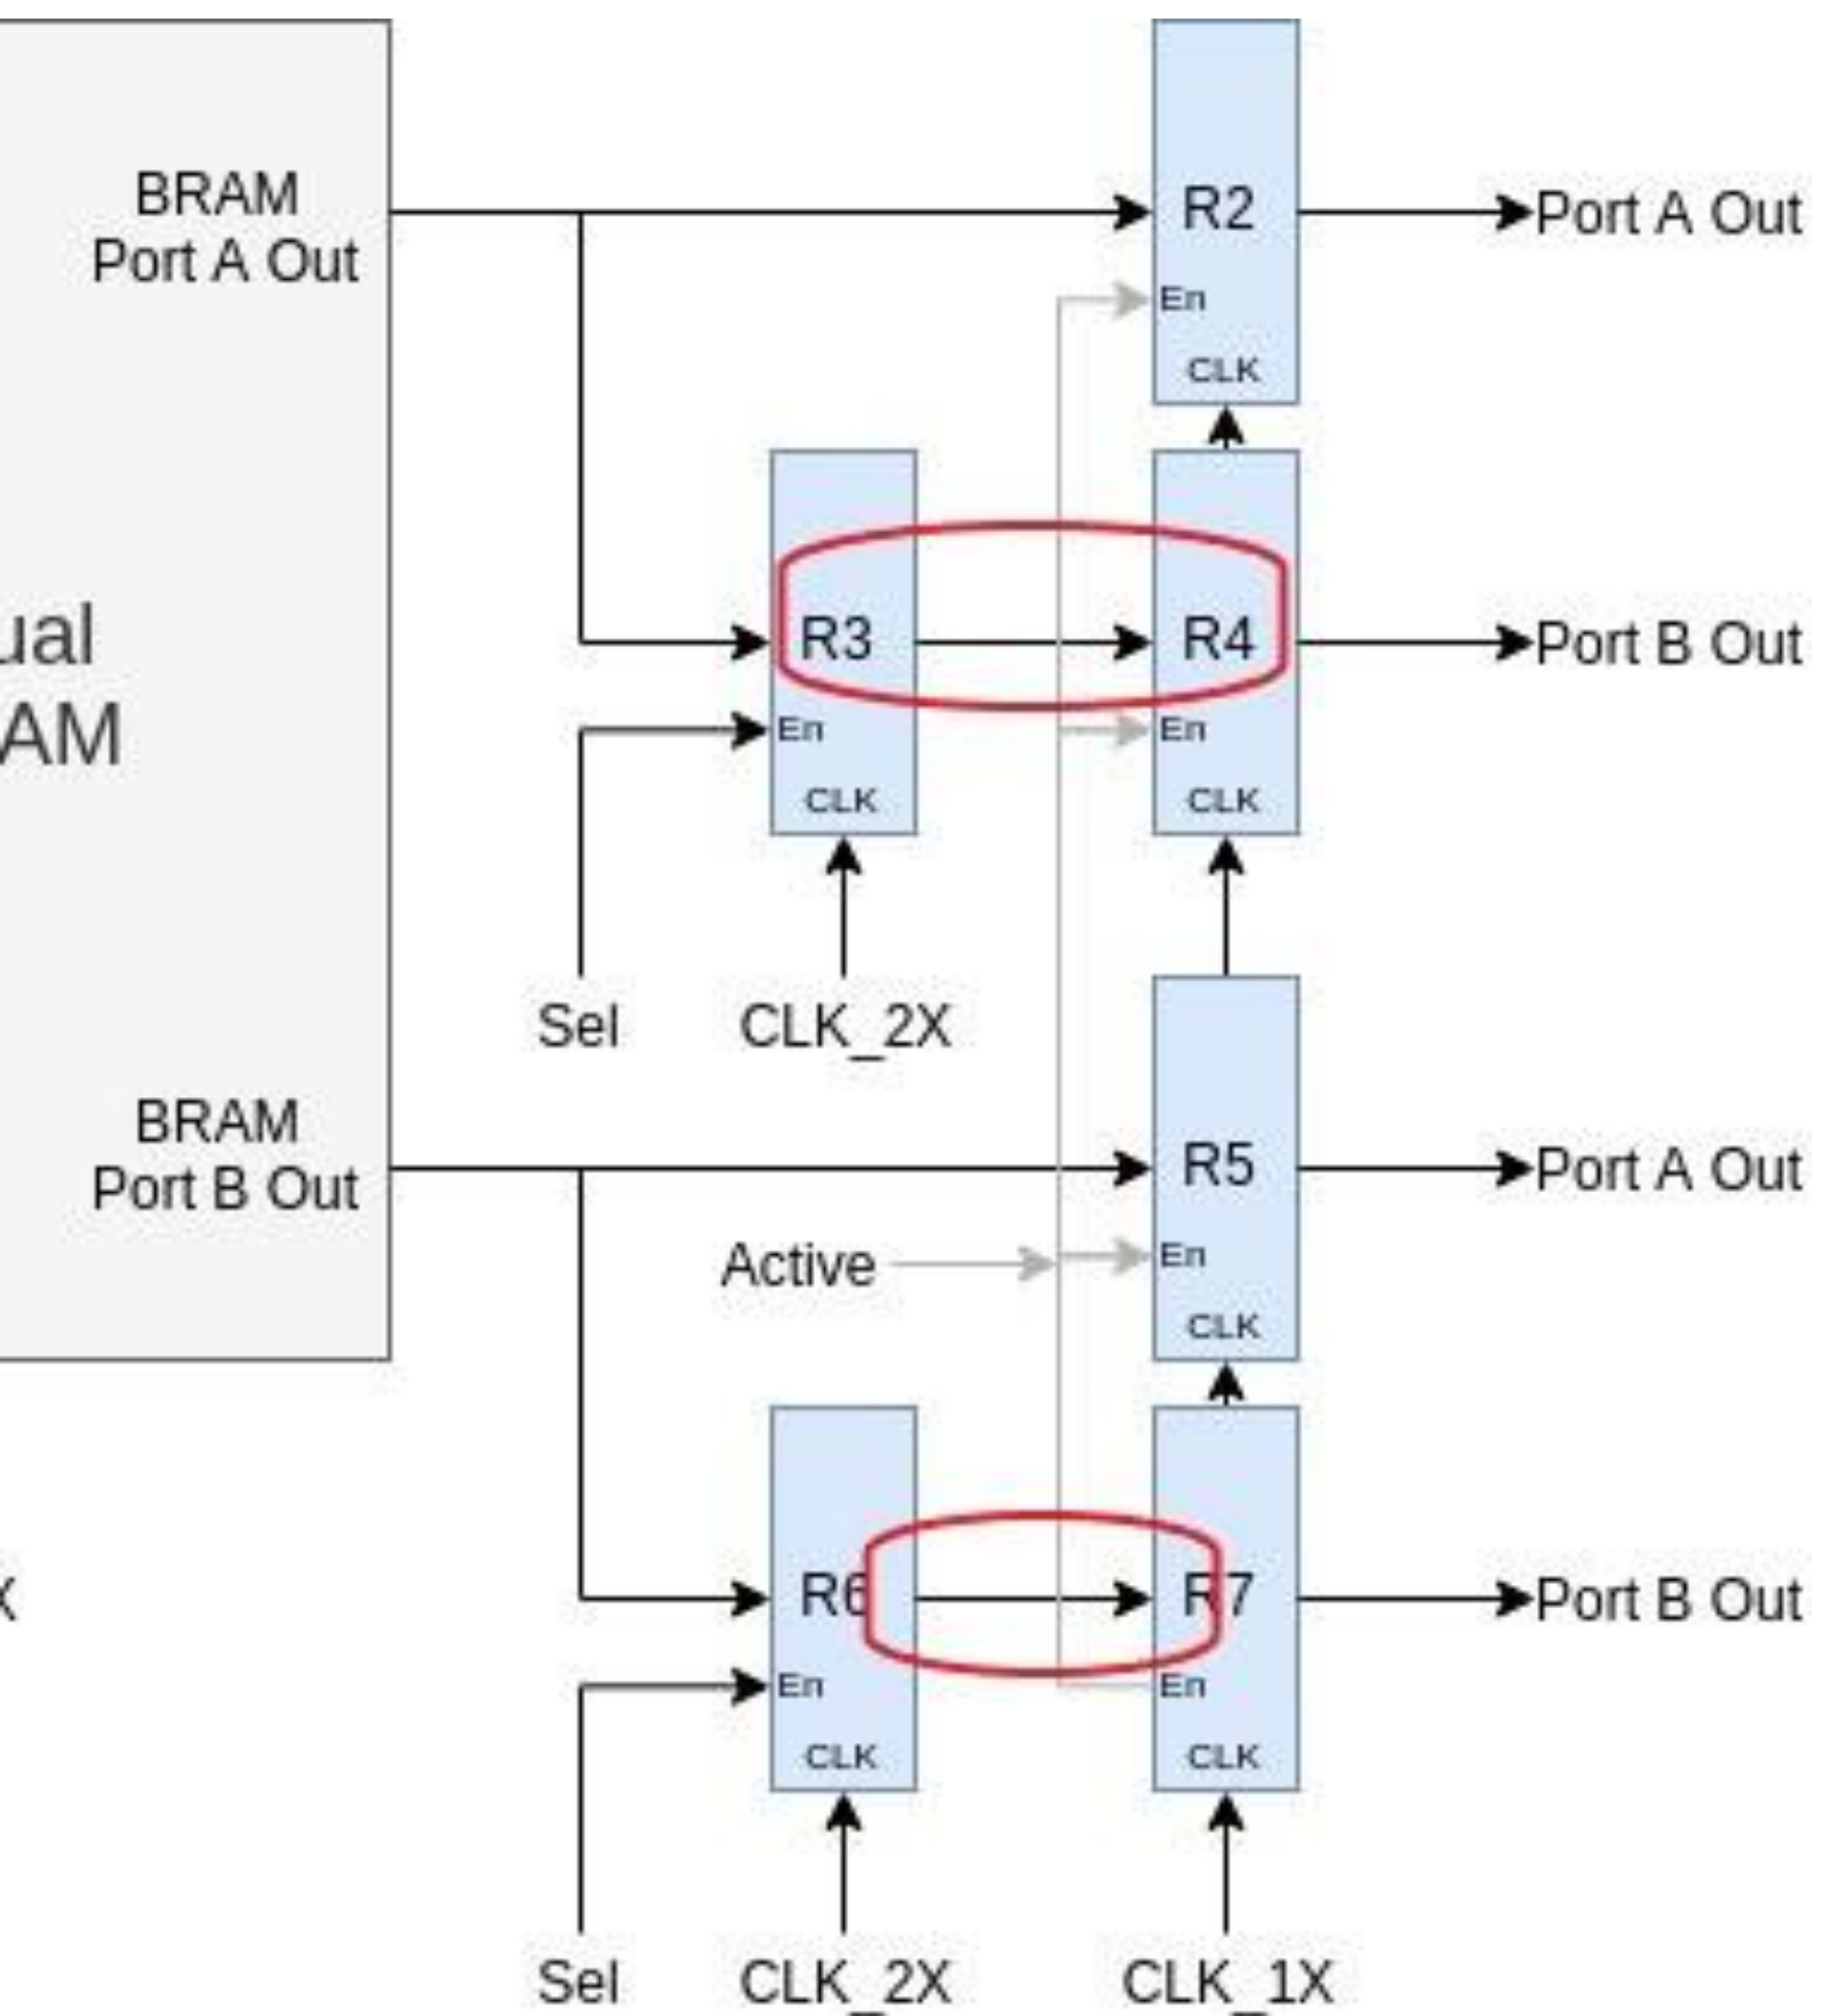 BRAM
Port A Out
R2
Port A Out
En
CLK
ual
AM
R3
R4
Port B Out
En
En
CLK
CLK
Sel
CLK_2X
BRAM
Port B Out
R5
Port A Out
Active
En
CLK
X
R6
R7
Port B Out
En
En
CLK
CLK
Sel
CLK_2X
CLK_1X